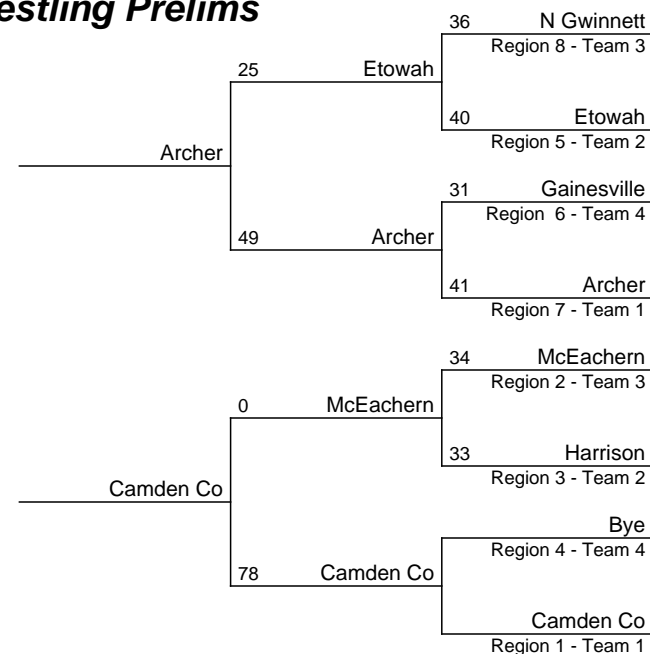 estling Prelims
36 N Gwinnett
Region 8 - Team 3
25 Etowah
40 Etowah
Region 5 - Team 2
Archer
31 Gainesville
Region 6 - Team 4
49 Archer
41 Archer
Region 7 - Team 1
34 McEachern
Region 2 - Team 3
0 McEachern
33 Harrison
Region 3 - Team 2
Camden Co
Bye
Region 4 - Team 4
78 Camden Co
Camden Co
Region 1 - Team 1